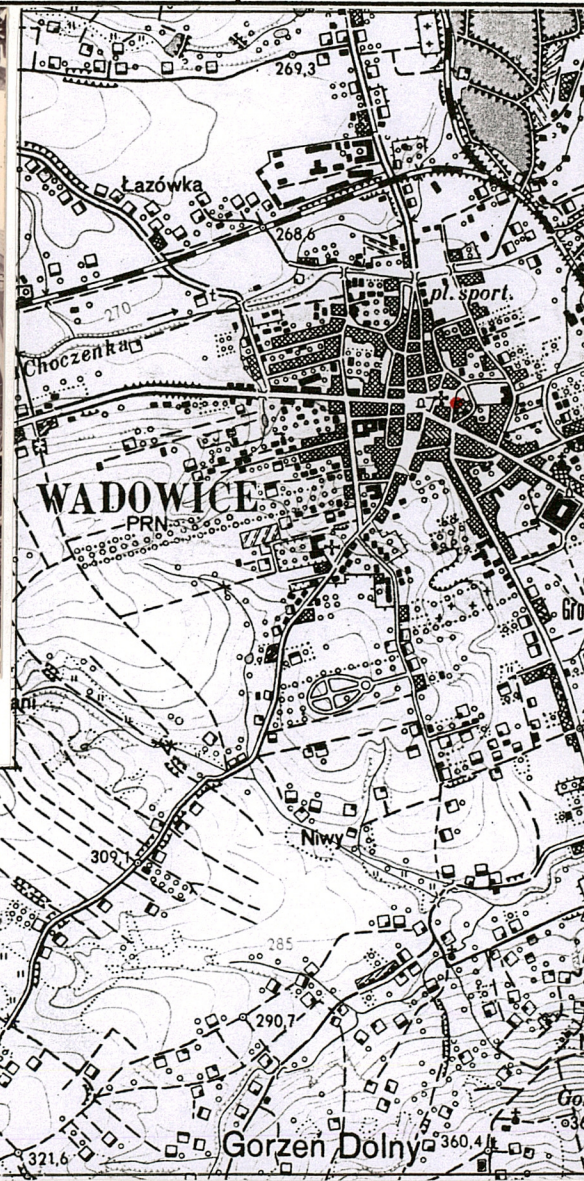 269,3
Łazówka
268,6
pl. sport.
270
t
Choczenka
WADOWICE
PRN
Niwy
309,1
285
290,7
Gorzeń Dolny
360,4
321,6